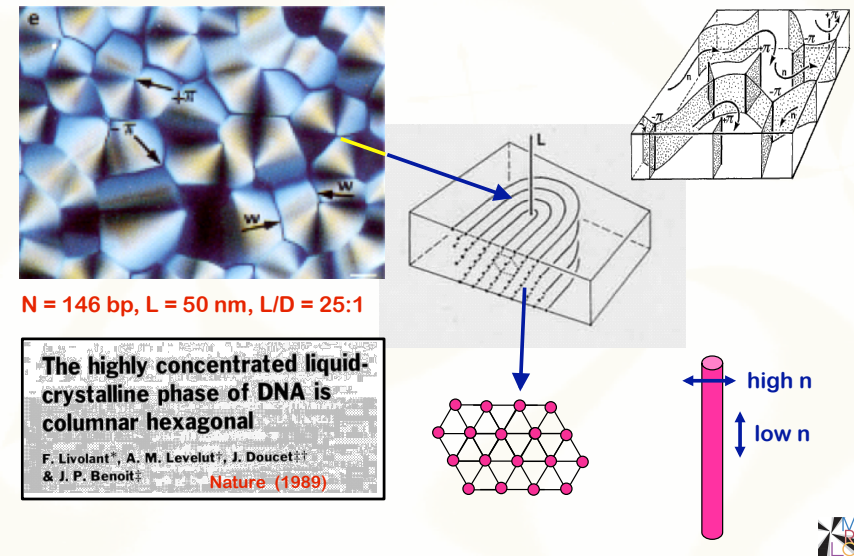 e
+π
-π
w
w
L
+π
-π
+π
n
n
-π
-π
+π
n
N = 146 bp, L = 50 nm, L/D = 25:1
The highly concentrated liquid-
crystalline phase of DNA is
columnar hexagonal
F. Livolant*, A. M. Levelut†, J. Doucet†‡
& J. P. Benoit‡
Nature (1989)
high n
low n